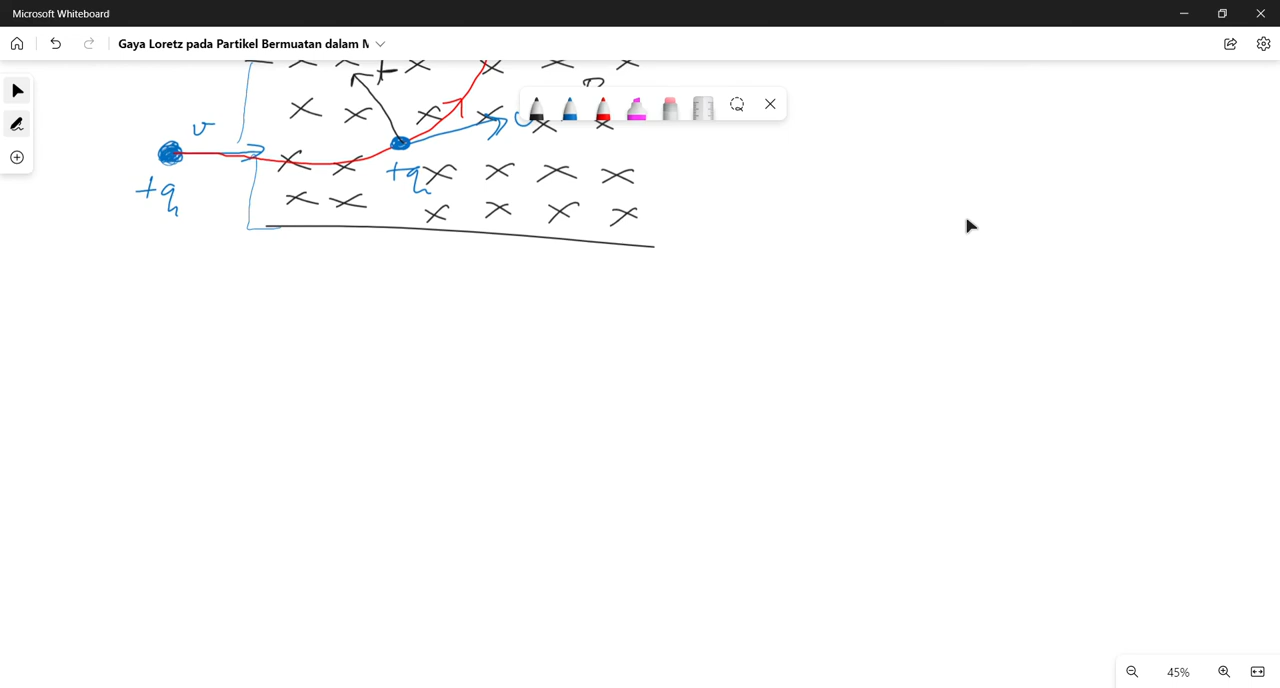 Microsoft Whiteboard
Gaya Loretz pada Partikel Bermuatan dalam M
v
+q
+q
45%